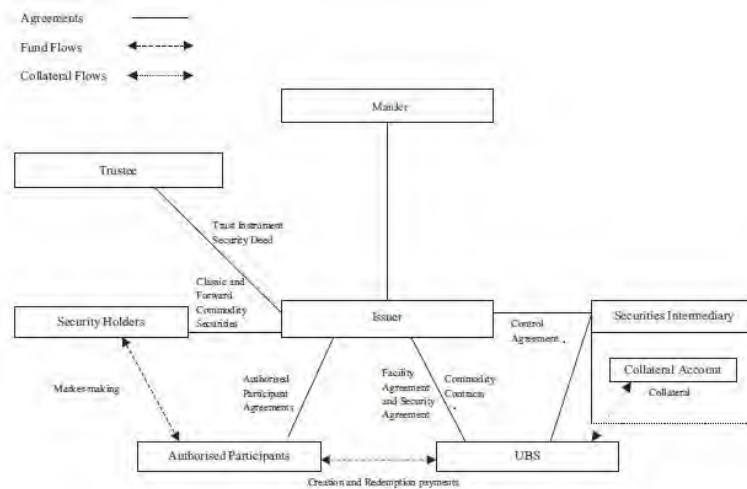 Agreements
Fund Flows
Collateral Flows
Manler
Trustee
Trust Instrument
Security Deed
Classic and
Forward
Commodity
Securities
Security Holders
Issuer
Control
Agreement
Securities Intermediary
Collateral Account
Collateral
Market-making
Authorised
Participant
Agreements
Facility
Agreement
and Security
Agreement
Commodity
Contracts
Authorised Participants
UBS
Creation and Redemption payments